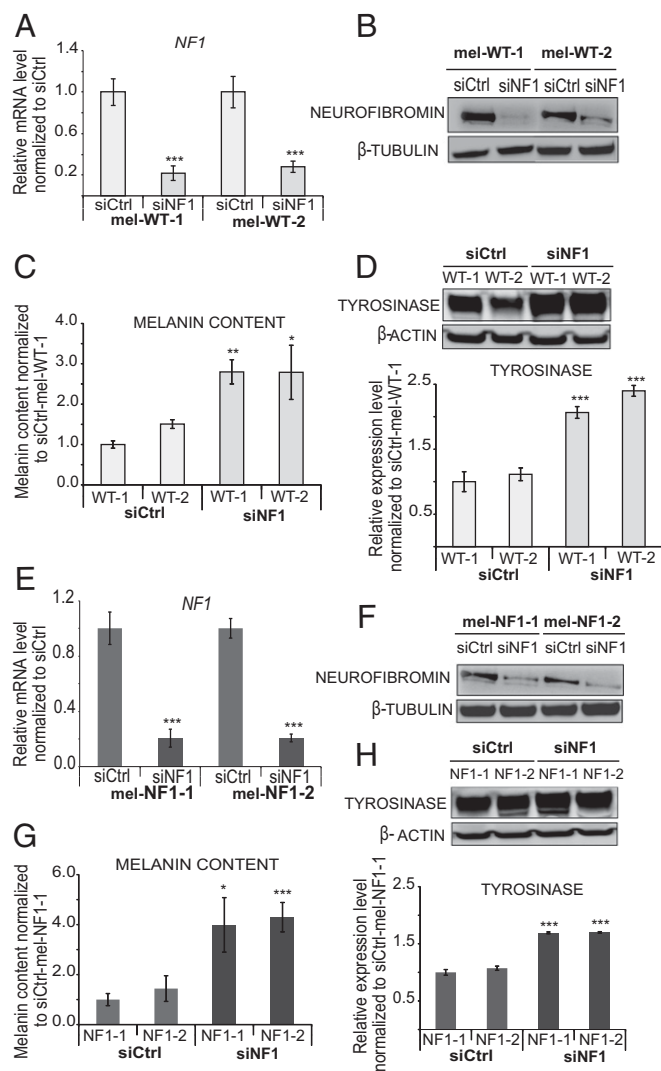 A
NF1
Relative mRNA level
normalized to siCtrl
1.4
1.0
0.6
0.2
***
***
siCtrl siNF1 siCtrl siNF1
mel-WT-1 mel-WT-2
B
mel-WT-1 mel-WT-2
siCtrl siNF1 siCtrl siNF1
NEUROFIBROMIN
β-TUBULIN
C
MELANIN CONTENT
Melanin content normalized
to siCtrl-mel-WT-1
4.0
3.0
2.0
1.0
0.0
**
*
WT-1 WT-2 WT-1 WT-2
siCtrl siNF1
D
siCtrl siNF1
WT-1 WT-2 WT-1 WT-2
TYROSINASE
β-ACTIN
TYROSINASE
Relative expression level
normalized to siCtrl-mel-WT-1
2.5
1.5
0.5
***
***
WT-1 WT-2 WT-1 WT-2
siCtrl siNF1
E
NF1
Relative mRNA level
normalized to siCtrl
1.2
0.8
0.4
0.0
***
***
siCtrl siNF1 siCtrl siNF1
mel-NF1-1 mel-NF1-2
F
mel-NF1-1 mel-NF1-2
siCtrl siNF1 siCtrl siNF1
NEUROFIBROMIN
β-TUBULIN
G
MELANIN CONTENT
Melanin content normalized
to siCtrl-mel-NF1-1
6.0
4.0
2.0
0.0
*
***
NF1-1 NF1-2 NF1-1 NF1-2
siCtrl siNF1
H
siCtrl siNF1
NF1-1 NF1-2 NF1-1 NF1-2
TYROSINASE
β- ACTIN
TYROSINASE
Relative expression level
normalized to siCtrl-mel-NF1-1
2.5
1.5
0.5
***
***
NF1-1 NF1-2 NF1-1 NF1-2
siCtrl siNF1